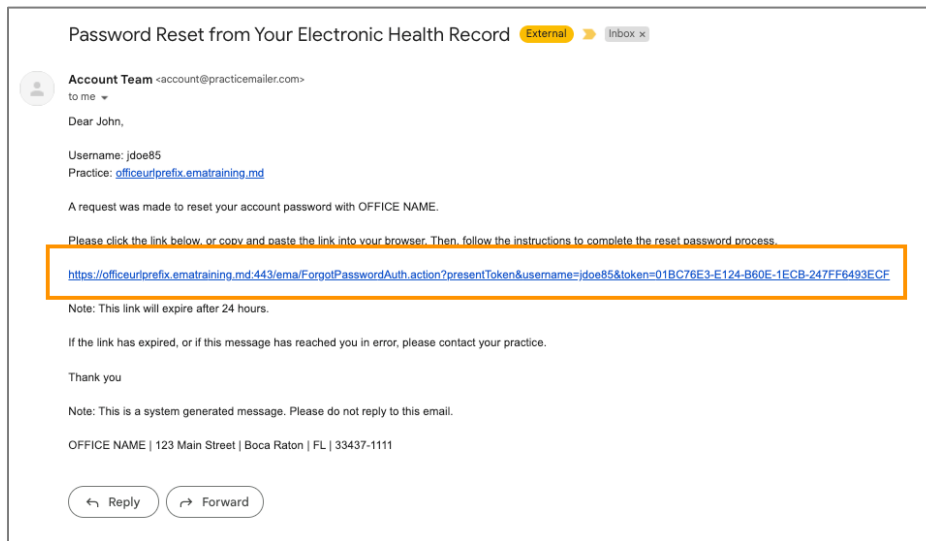 Password Reset from Your Electronic Health Record External Inbox ×
Account Team <account@practicemailer.com>
to me
Dear John,
Username: jdoe85
Practice: officeurlprefix.ematraining.md
A request was made to reset your account password with OFFICE NAME.
Please click the link below, or copy and paste the link into your browser. Then, follow the instructions to complete the reset password process.
https://officeurlprefix.ematraining.md:443/ema/ForgotPasswordAuth.action?presentToken&username=jdoe85&token=01BC76E3-E124-B60E-1ECB-247FF6493ECF
Note: This link will expire after 24 hours.
If the link has expired, or if this message has reached you in error, please contact your practice.
Thank you
Note: This is a system generated message. Please do not reply to this email.
OFFICE NAME | 123 Main Street | Boca Raton | FL | 33437-1111
Reply Forward